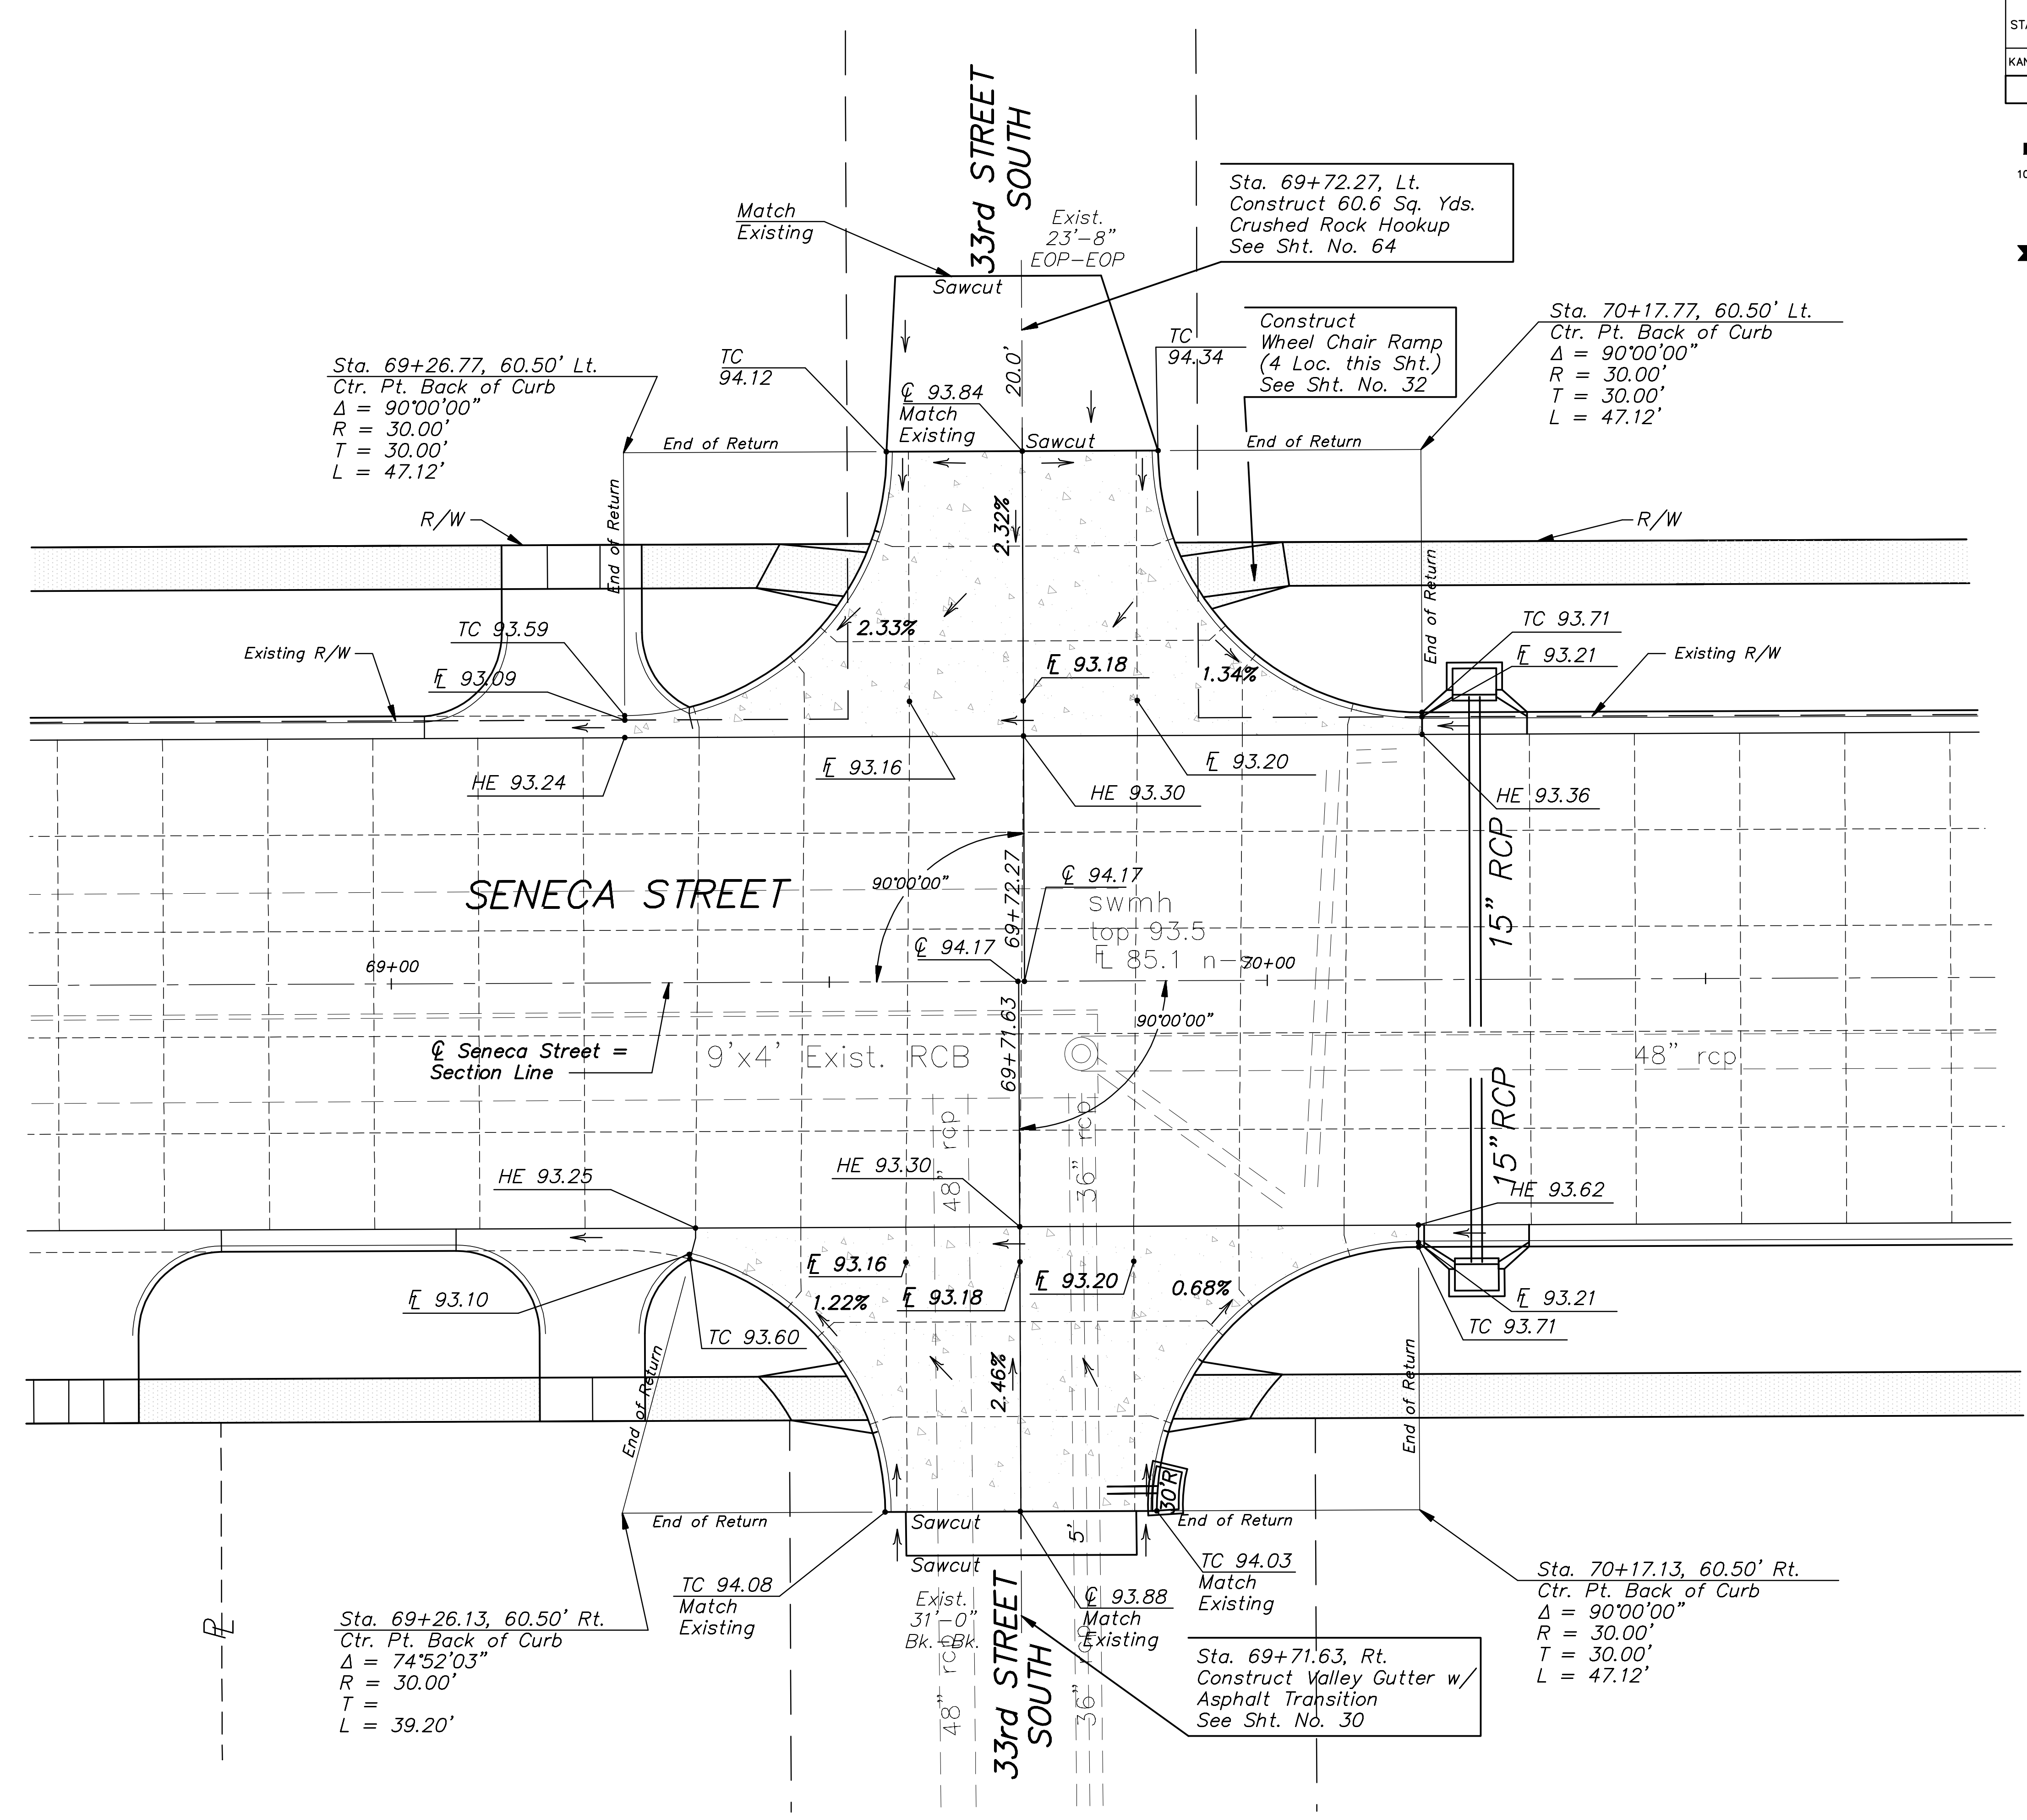 STA
KAN
10
33rd STREET
SOUTH
Match
Existing
Exist.
23'-8"
EOP-EOP
Sawcut
Sta. 69+72.27, Lt.
Construct 60.6 Sq. Yds.
Crushed Rock Hookup
See Sht. No. 64
Construct
Wheel Chair Ramp
(4 Loc. this Sht.)
See Sht. No. 32
Sta. 70+17.77, 60.50' Lt.
Ctr. Pt. Back of Curb
Δ = 90°00'00"
R = 30.00'
T = 30.00'
L = 47.12'
Sta. 69+26.77, 60.50' Lt.
Ctr. Pt. Back of Curb
Δ = 90°00'00"
R = 30.00'
T = 30.00'
L = 47.12'
TC
94.12
TC
94.34
20.0'
℄ 93.84
Match
Existing
Sawcut
End of Return
End of Return
End of Return
End of Return
R/W
R/W
2.32%
2.33%
1.34%
TC 93.59
FL 93.09
Existing R/W
FL 93.18
TC 93.71
FL 93.21
Existing R/W
HE 93.24
FL 93.16
HE 93.30
FL 93.20
HE 93.36
15" RCP
SENECA STREET
90°00'00"
69+72.27
℄ 94.17
swmh
top 93.5
FL 85.1 n-s
℄ 94.17
69+00
70+00
69+71.63
90°00'00"
℄ Seneca Street =
Section Line
9'x4' Exist. RCB
48" rcp
15" RCP
48" rcp
36" rcp
HE 93.25
HE 93.30
HE 93.62
FL 93.16
FL 93.18
FL 93.20
1.22%
0.68%
2.46%
FL 93.10
TC 93.60
FL 93.21
TC 93.71
End of Return
End of Return
End of Return
End of Return
30'R
Sawcut
Sawcut
5'
TC 94.08
Match
Existing
Exist.
31'-0"
Bk.-Bk.
℄ 93.88
Match
Existing
TC 94.03
Match
Existing
48" rcp
36" rcp
33rd STREET
SOUTH
PL
Sta. 69+26.13, 60.50' Rt.
Ctr. Pt. Back of Curb
Δ = 74°52'03"
R = 30.00'
T =
L = 39.20'
Sta. 69+71.63, Rt.
Construct Valley Gutter w/
Asphalt Transition
See Sht. No. 30
Sta. 70+17.13, 60.50' Rt.
Ctr. Pt. Back of Curb
Δ = 90°00'00"
R = 30.00'
T = 30.00'
L = 47.12'